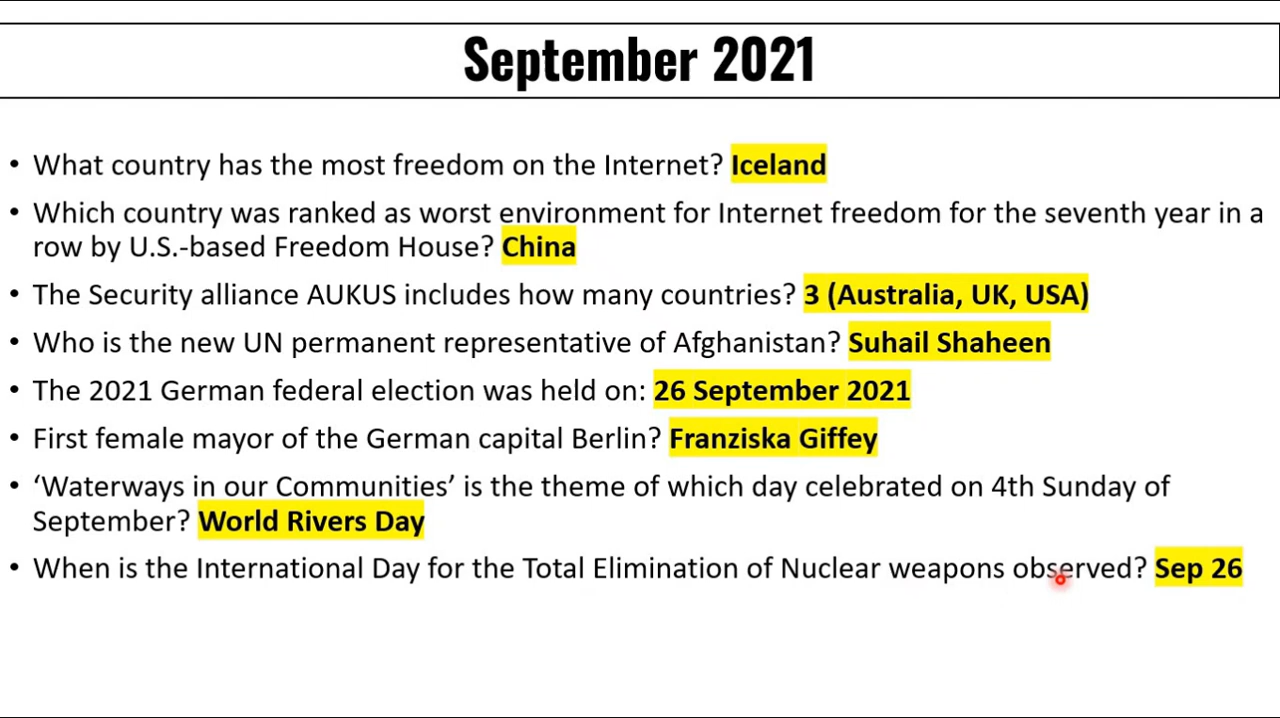 September 2021
• What country has the most freedom on the Internet? Iceland
• Which country was ranked as worst environment for Internet freedom for the seventh year in a
row by U.S.-based Freedom House? China
• The Security alliance AUKUS includes how many countries? 3 (Australia, UK, USA)
• Who is the new UN permanent representative of Afghanistan? Suhail Shaheen
• The 2021 German federal election was held on: 26 September 2021
• First female mayor of the German capital Berlin? Franziska Giffey
• ‘Waterways in our Communities’ is the theme of which day celebrated on 4th Sunday of
September? World Rivers Day
• When is the International Day for the Total Elimination of Nuclear weapons observed? Sep 26